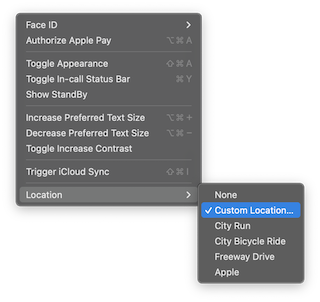 Face ID >
Authorize Apple Pay ⌥⌘A
Toggle Appearance ⇧⌘A
Toggle In-call Status Bar ⌘Y
Show StandBy
Increase Preferred Text Size ⌥⌘+
Decrease Preferred Text Size ⌥⌘−
Toggle Increase Contrast
Trigger iCloud Sync ⇧⌘I
Location >
None
✓ Custom Location...
City Run
City Bicycle Ride
Freeway Drive
Apple